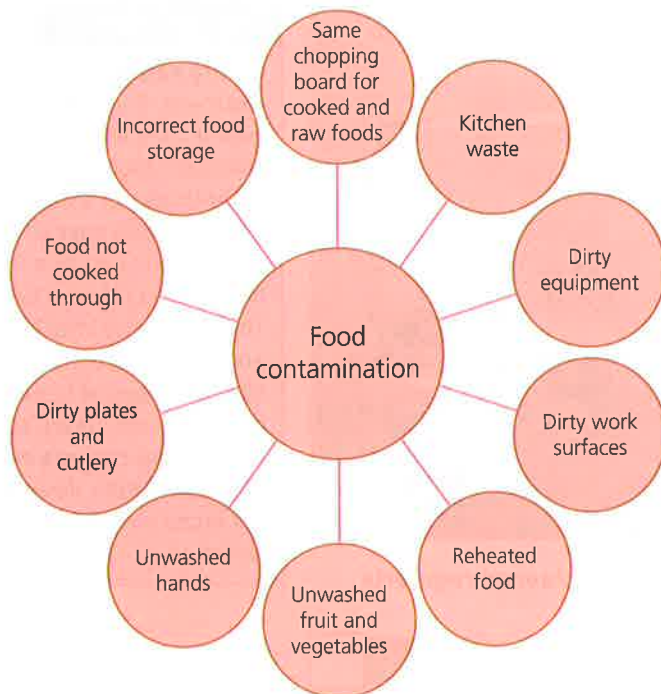 Same
chopping
board for
cooked and
raw foods
Kitchen
waste
Dirty
equipment
Dirty work
surfaces
Reheated
food
Unwashed
fruit and
vegetables
Unwashed
hands
Dirty plates
and
cutlery
Food not
cooked
through
Incorrect food
storage
Food
contamination